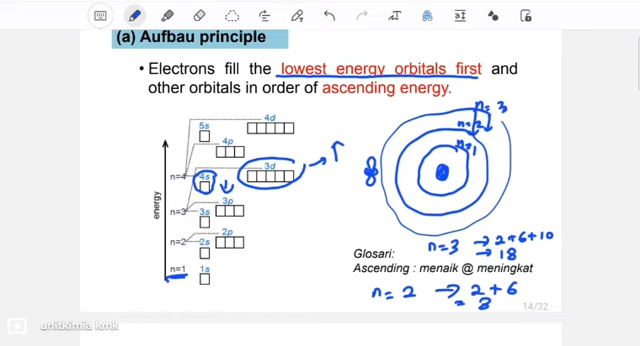 (a) Aufbau principle
• Electrons fill the lowest energy orbitals first and
other orbitals in order of ascending energy.
4d
5s
4p
3d
n=4
4s
3p
n=3
3s
2p
n=2
2s
n=1
1s
energy
n= 3
n= 2
n=1
Glosari:
n=3 → 2+6+10
→ 18
Ascending : menaik @ meningkat
n= 2 → 2 + 6
= 8
14/32
unitkimia kmk